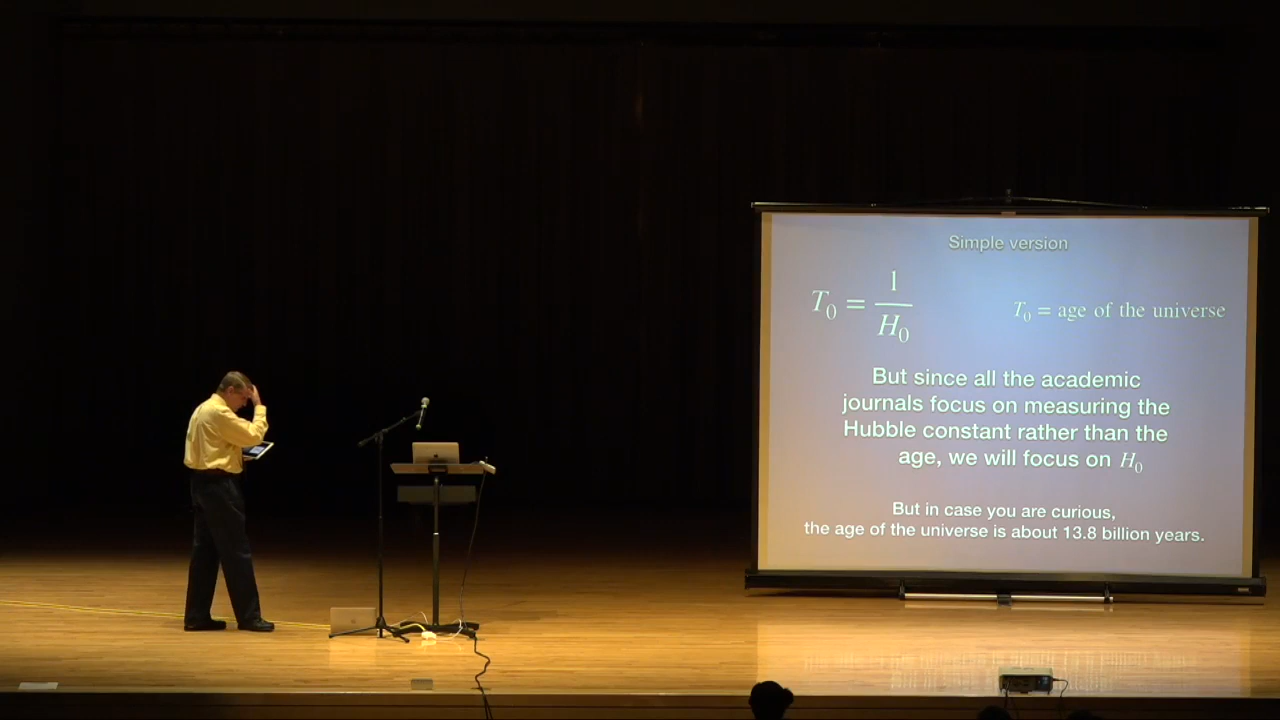 Simple version
T₀ = 1/H₀
T₀ = age of the universe
But since all the academic
journals focus on measuring the
Hubble constant rather than the
age, we will focus on H₀
But in case you are curious,
the age of the universe is about 13.8 billion years.